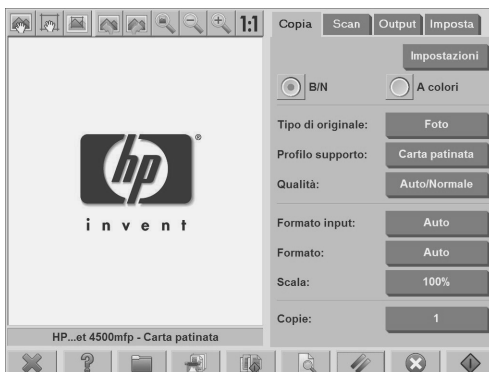 1:1
Copia Scan Output Imposta
Impostazioni
B/N A colori
Tipo di originale: Foto
Profilo supporto: Carta patinata
Qualità: Auto/Normale
Formato input: Auto
Formato: Auto
Scala: 100%
Copie: 1
hp ®
invent
HP...et 4500mfp - Carta patinata
?